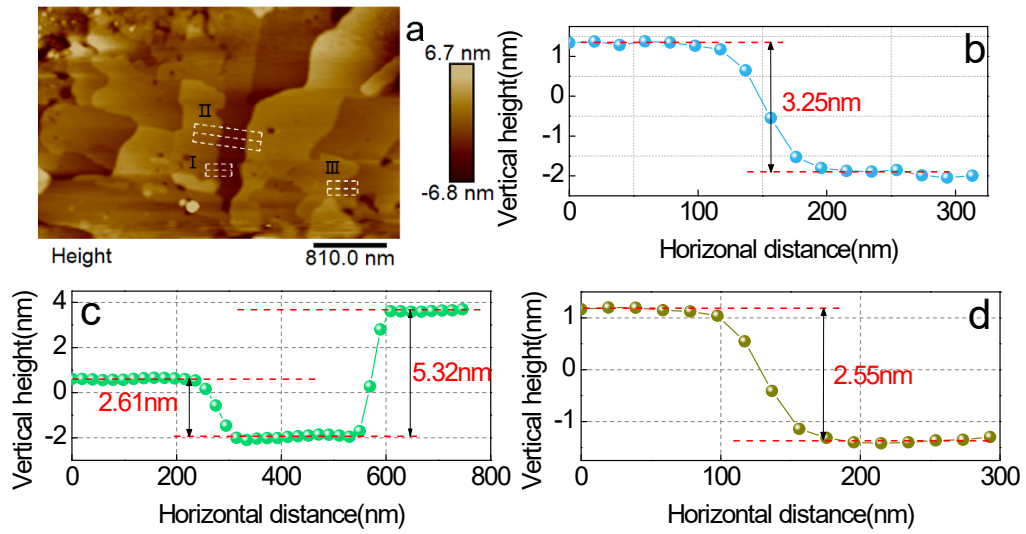 a
6.7 nm
-6.8 nm
II
I
III
Height
810.0 nm
b
Vertical height(nm)
1
0
-1
-2
3.25nm
0
100
200
300
Horizonal distance(nm)
c
Vertical height(nm)
4
2
0
-2
2.61nm
5.32nm
0
200
400
600
800
Horizontal distance(nm)
d
Vertical height(nm)
1
0
-1
2.55nm
0
100
200
300
Horizontal distance(nm)